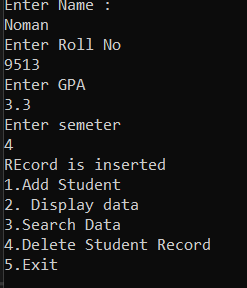 Enter Name :
Noman
Enter Roll No
9513
Enter GPA
3.3
Enter semeter
4
REcord is inserted
1.Add Student
2. Display data
3.Search Data
4.Delete Student Record
5.Exit